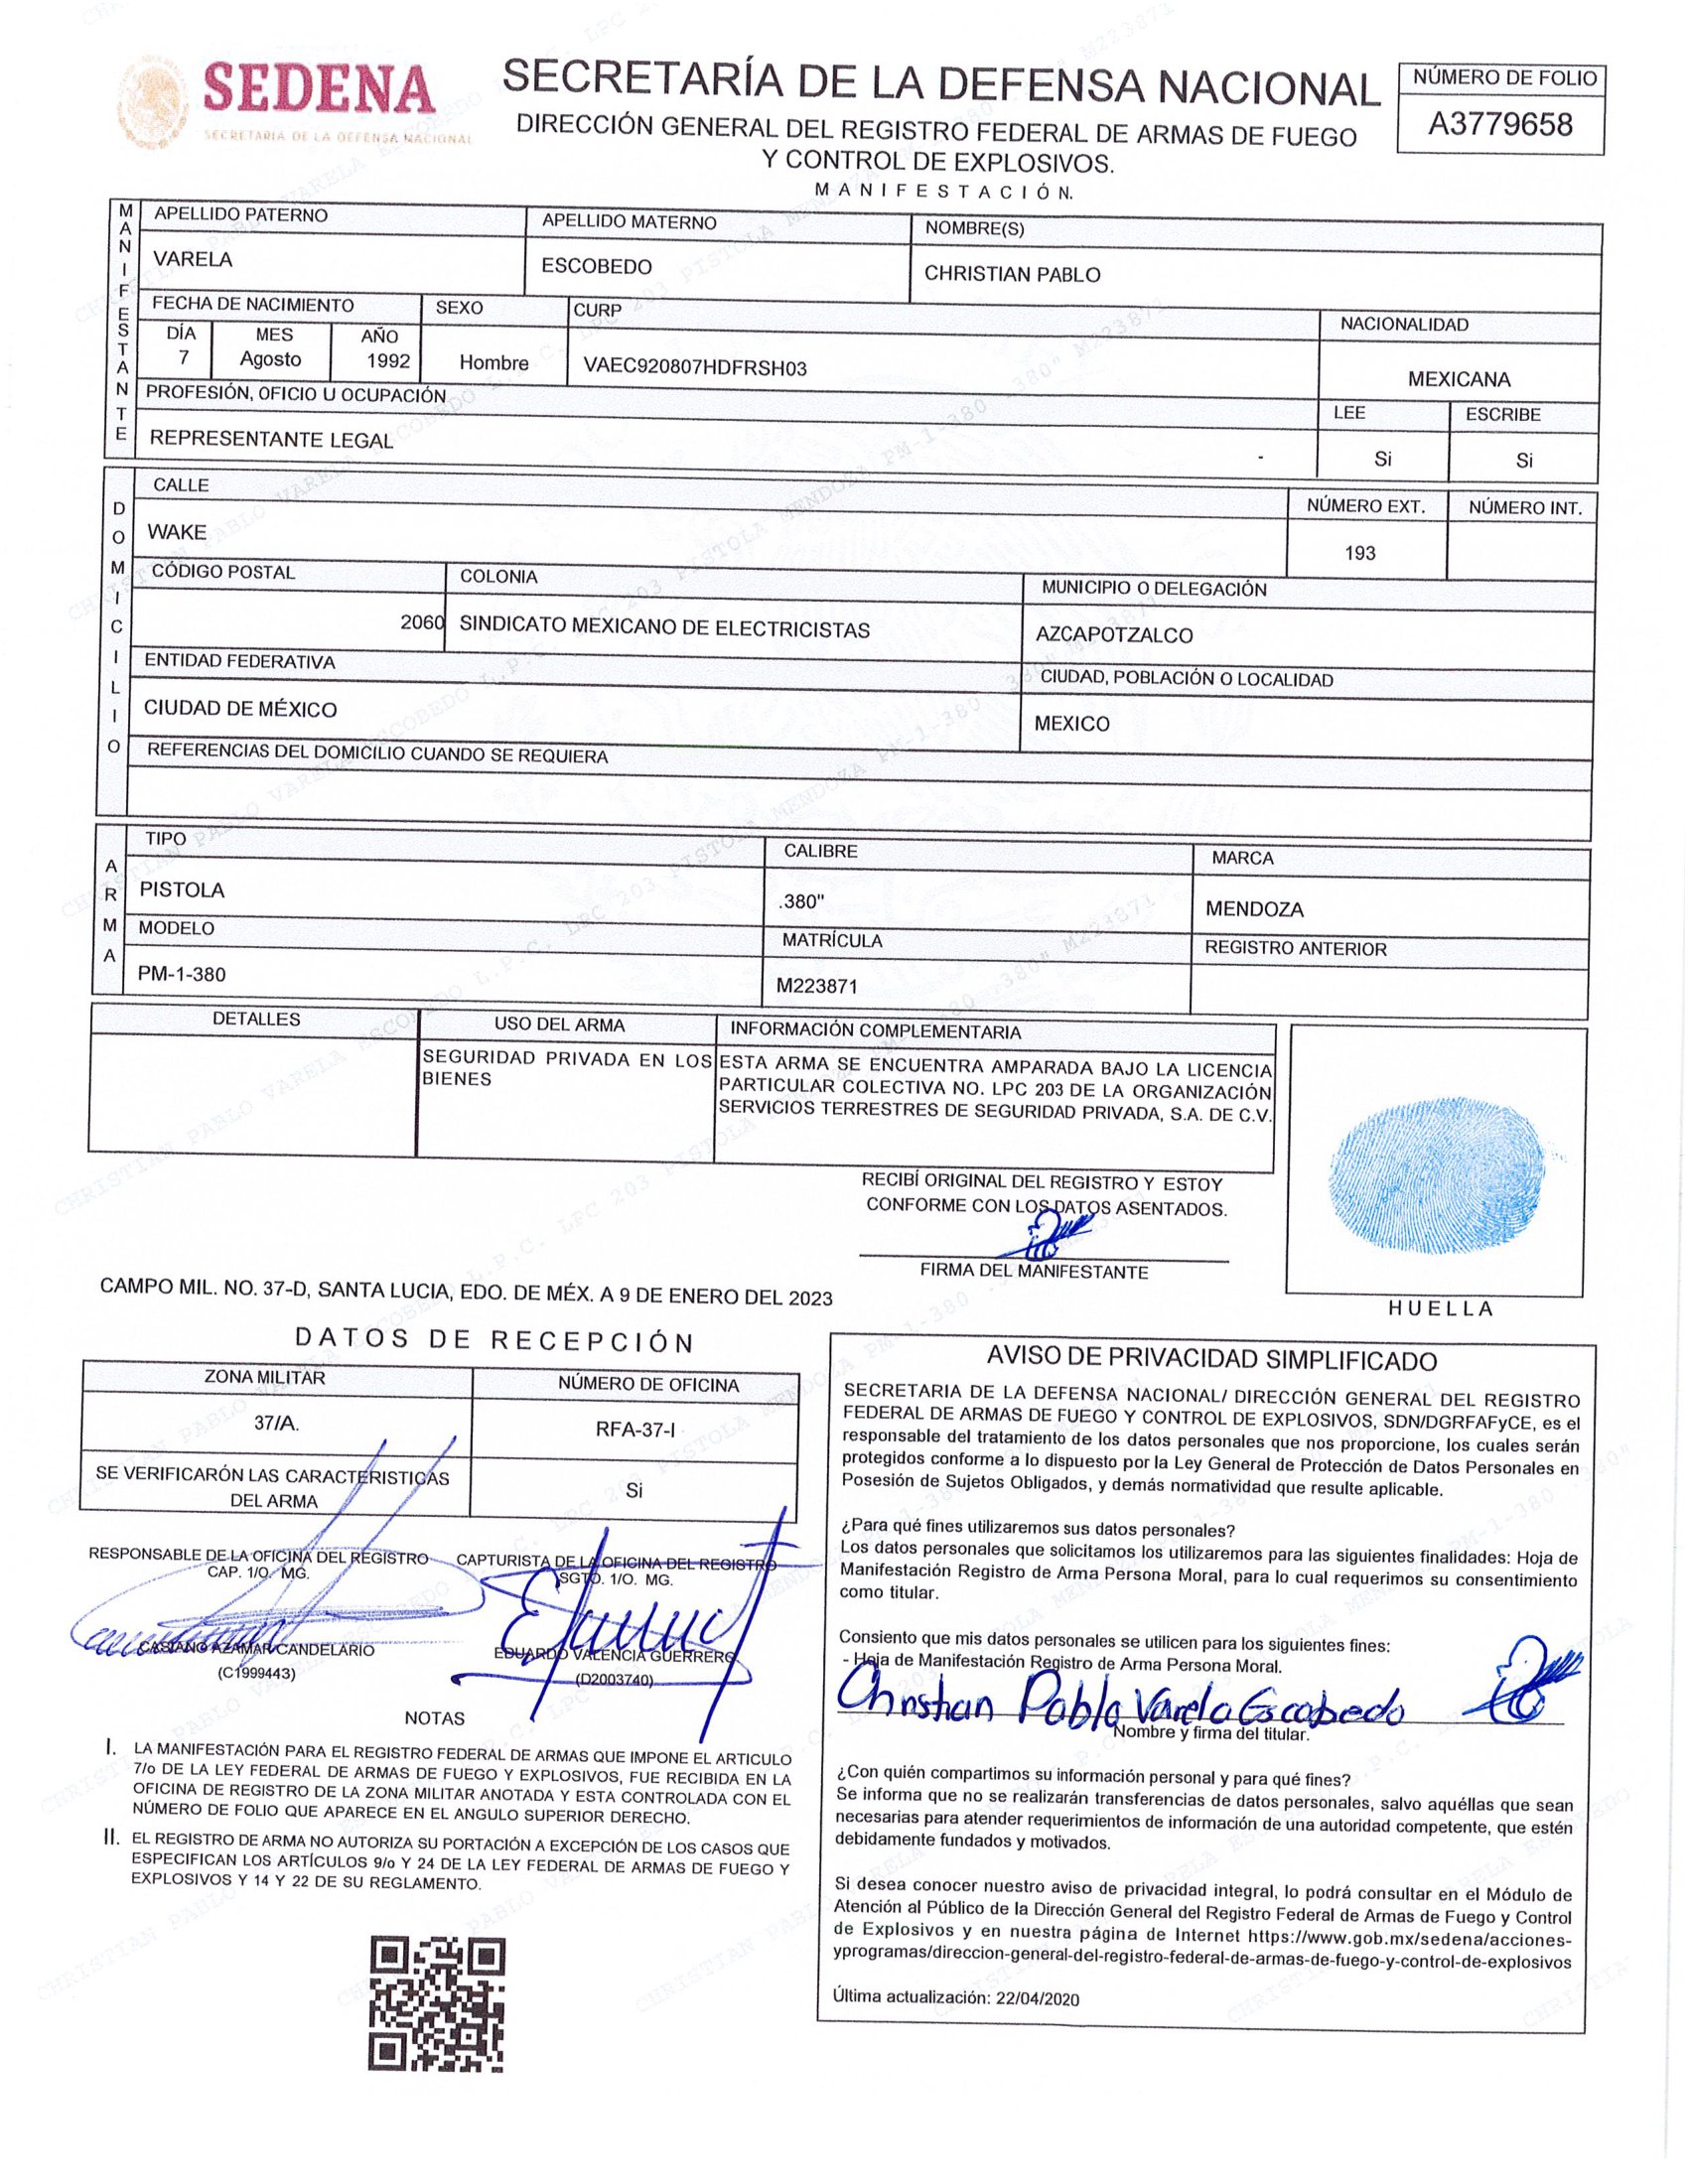 SEDENA
SECRETARÍA DE LA DEFENSA NACIONAL
SECRETARÍA DE LA DEFENSA NACIONAL
DIRECCIÓN GENERAL DEL REGISTRO FEDERAL DE ARMAS DE FUEGO
Y CONTROL DE EXPLOSIVOS.
MANIFESTACIÓN.
NÚMERO DE FOLIO
A3779658
MANIFESTANTE
APELLIDO PATERNO APELLIDO MATERNO NOMBRE(S)
VARELA ESCOBEDO CHRISTIAN PABLO
FECHA DE NACIMIENTO SEXO CURP NACIONALIDAD
DÍA MES AÑO
7 Agosto 1992 Hombre VAEC920807HDFRSH03 MEXICANA
PROFESIÓN, OFICIO U OCUPACIÓN LEE ESCRIBE
REPRESENTANTE LEGAL - Si Si
DOMICILIO
CALLE NÚMERO EXT. NÚMERO INT.
WAKE 193
CÓDIGO POSTAL COLONIA MUNICIPIO O DELEGACIÓN
2060 SINDICATO MEXICANO DE ELECTRICISTAS AZCAPOTZALCO
ENTIDAD FEDERATIVA CIUDAD, POBLACIÓN O LOCALIDAD
CIUDAD DE MÉXICO MEXICO
REFERENCIAS DEL DOMICILIO CUANDO SE REQUIERA
ARMA
TIPO CALIBRE MARCA
PISTOLA .380" MENDOZA
MODELO MATRÍCULA REGISTRO ANTERIOR
PM-1-380 M223871
DETALLES USO DEL ARMA INFORMACIÓN COMPLEMENTARIA
SEGURIDAD PRIVADA EN LOS BIENES
ESTA ARMA SE ENCUENTRA AMPARADA BAJO LA LICENCIA
PARTICULAR COLECTIVA NO. LPC 203 DE LA ORGANIZACIÓN
SERVICIOS TERRESTRES DE SEGURIDAD PRIVADA, S.A. DE C.V.
RECIBÍ ORIGINAL DEL REGISTRO Y ESTOY
CONFORME CON LOS DATOS ASENTADOS.
FIRMA DEL MANIFESTANTE
HUELLA
CAMPO MIL. NO. 37-D, SANTA LUCIA, EDO. DE MÉX. A 9 DE ENERO DEL 2023
DATOS DE RECEPCIÓN
ZONA MILITAR NÚMERO DE OFICINA
37/A. RFA-37-I
SE VERIFICARÓN LAS CARACTERISTICAS
DEL ARMA
Si
RESPONSABLE DE LA OFICINA DEL REGISTRO
CAP. 1/O. MG.
CASIANO AZAMAR CANDELARIO
(C1999443)
CAPTURISTA DE LA OFICINA DEL REGISTRO
SGTO. 1/O. MG.
EDUARDO VALENCIA GUERRERO
(D2003740)
NOTAS
I. LA MANIFESTACIÓN PARA EL REGISTRO FEDERAL DE ARMAS QUE IMPONE EL ARTICULO
7/o DE LA LEY FEDERAL DE ARMAS DE FUEGO Y EXPLOSIVOS, FUE RECIBIDA EN LA
OFICINA DE REGISTRO DE LA ZONA MILITAR ANOTADA Y ESTA CONTROLADA CON EL
NÚMERO DE FOLIO QUE APARECE EN EL ANGULO SUPERIOR DERECHO.
II. EL REGISTRO DE ARMA NO AUTORIZA SU PORTACIÓN A EXCEPCIÓN DE LOS CASOS QUE
ESPECIFICAN LOS ARTÍCULOS 9/o Y 24 DE LA LEY FEDERAL DE ARMAS DE FUEGO Y
EXPLOSIVOS Y 14 Y 22 DE SU REGLAMENTO.
AVISO DE PRIVACIDAD SIMPLIFICADO
SECRETARIA DE LA DEFENSA NACIONAL/ DIRECCIÓN GENERAL DEL REGISTRO
FEDERAL DE ARMAS DE FUEGO Y CONTROL DE EXPLOSIVOS, SDN/DGRFAFyCE, es el
responsable del tratamiento de los datos personales que nos proporcione, los cuales serán
protegidos conforme a lo dispuesto por la Ley General de Protección de Datos Personales en
Posesión de Sujetos Obligados, y demás normatividad que resulte aplicable.
¿Para qué fines utilizaremos sus datos personales?
Los datos personales que solicitamos los utilizaremos para las siguientes finalidades: Hoja de
Manifestación Registro de Arma Persona Moral, para lo cual requerimos su consentimiento
como titular.
Consiento que mis datos personales se utilicen para los siguientes fines:
- Hoja de Manifestación Registro de Arma Persona Moral.
Christian Pablo Varela Escobedo
Nombre y firma del titular.
¿Con quién compartimos su información personal y para qué fines?
Se informa que no se realizarán transferencias de datos personales, salvo aquéllas que sean
necesarias para atender requerimientos de información de una autoridad competente, que estén
debidamente fundados y motivados.
Si desea conocer nuestro aviso de privacidad integral, lo podrá consultar en el Módulo de
Atención al Público de la Dirección General del Registro Federal de Armas de Fuego y Control
de Explosivos y en nuestra página de Internet https://www.gob.mx/sedena/acciones-
yprogramas/direccion-general-del-registro-federal-de-armas-de-fuego-y-control-de-explosivos
Última actualización: 22/04/2020